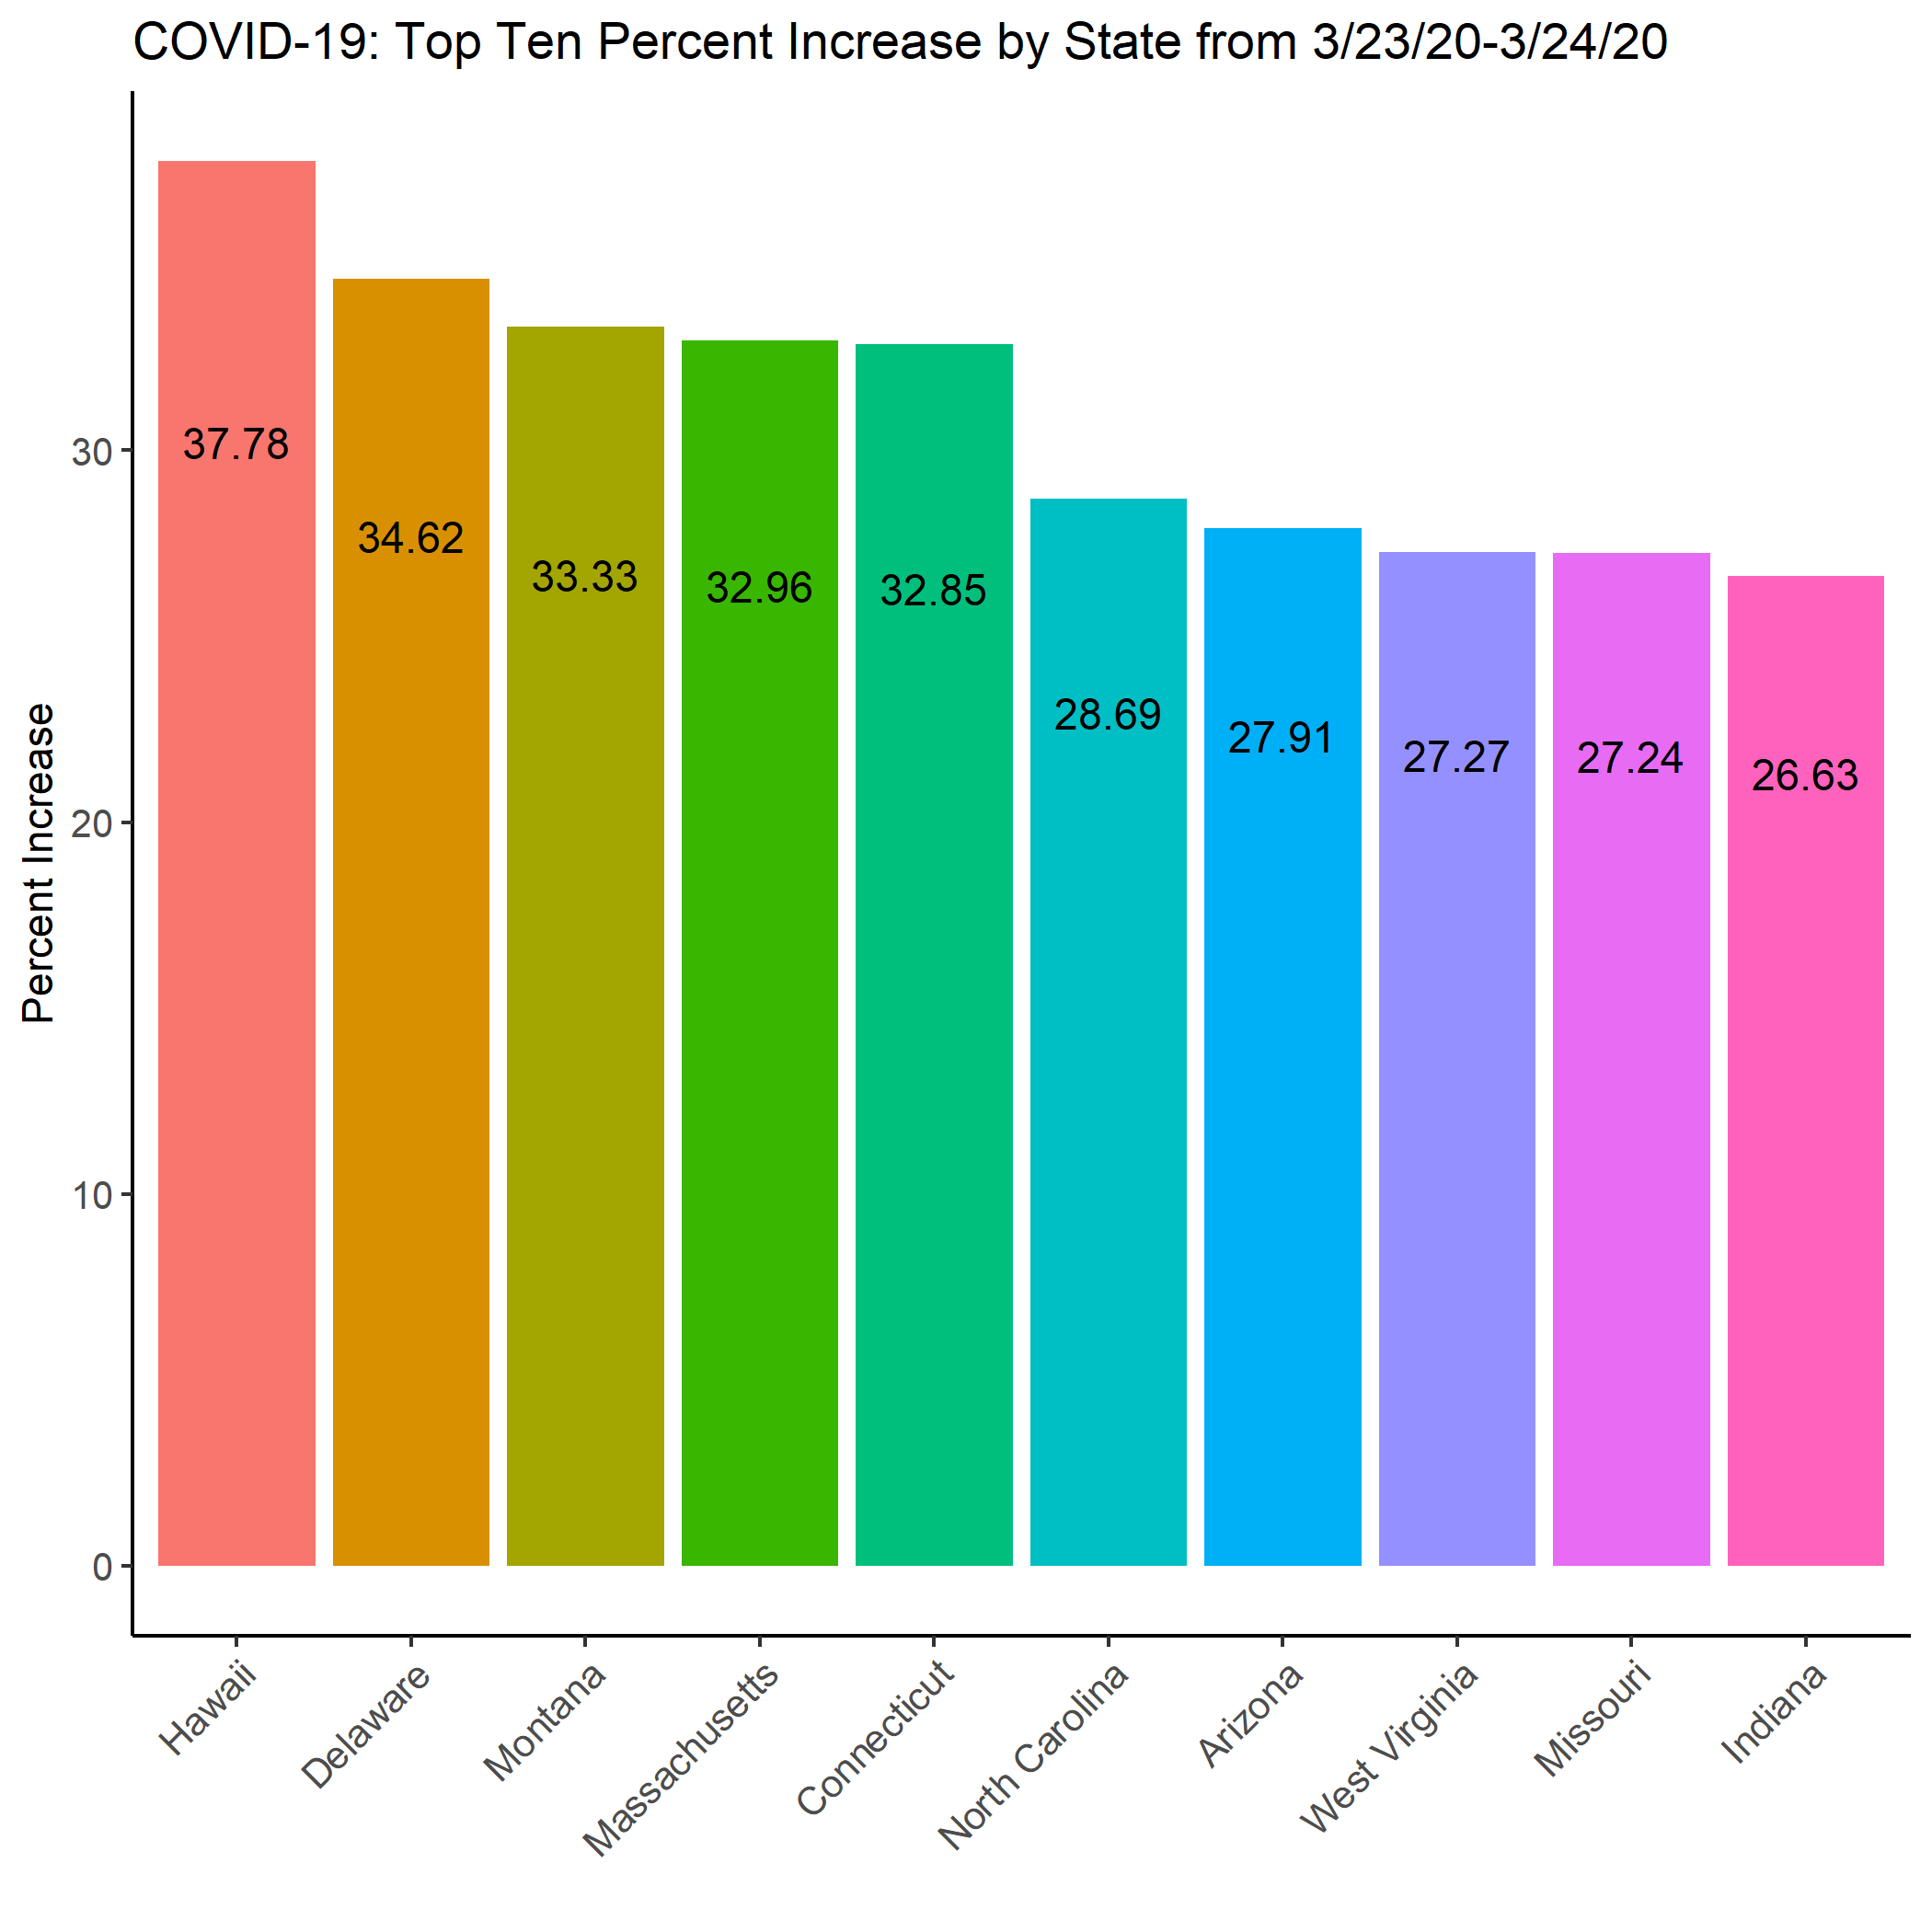 COVID-19: Top Ten Percent Increase by State from 3/23/20-3/24/20
Percent Increase
30
20
10
0
37.78
34.62
33.33
32.96
32.85
28.69
27.91
27.27
27.24
26.63
Hawaii
Delaware
Montana
Massachusetts
Connecticut
North Carolina
Arizona
West Virginia
Missouri
Indiana